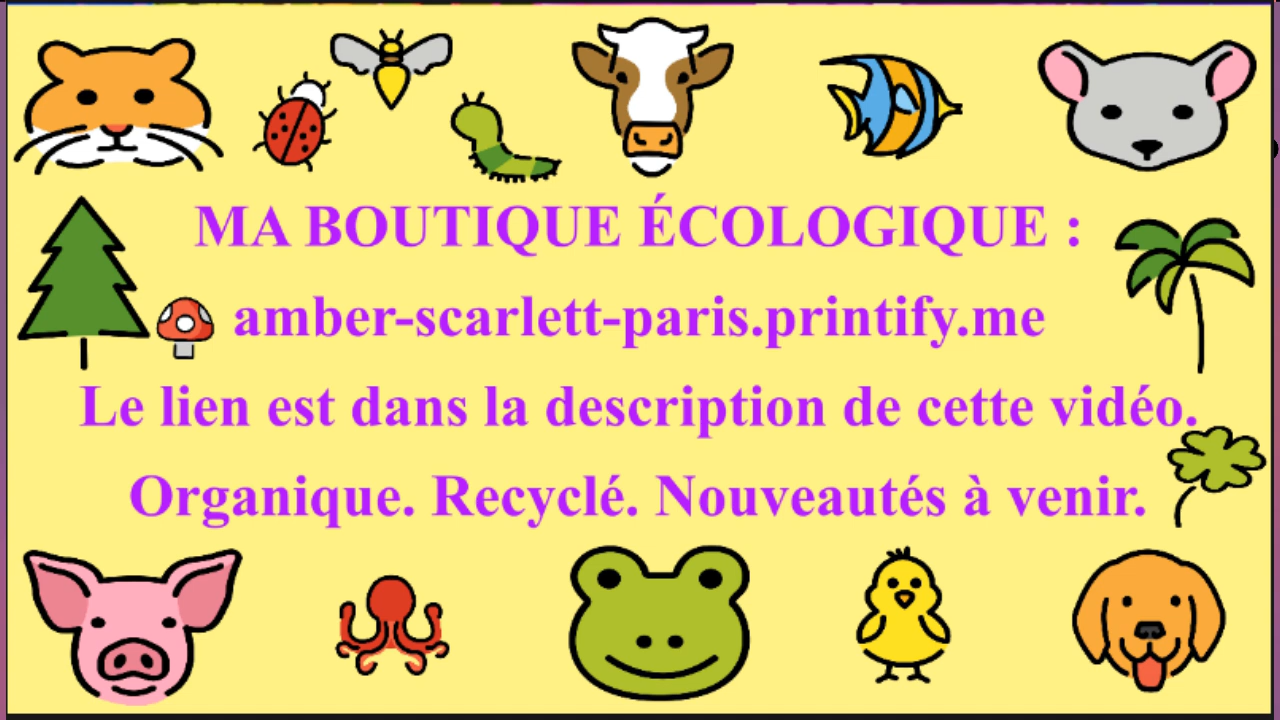 MA BOUTIQUE ÉCOLOGIQUE :
amber-scarlett-paris.printify.me
Le lien est dans la description de cette vidéo.
Organique. Recyclé. Nouveautés à venir.